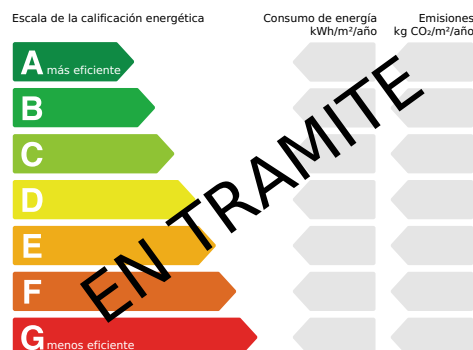 Escala de la calificación energética
Consumo de energía
kWh/m²/año
Emisiones
kg CO₂/m²/año
A más eficiente
B
C
D
E
F
G menos eficiente
EN TRAMITE